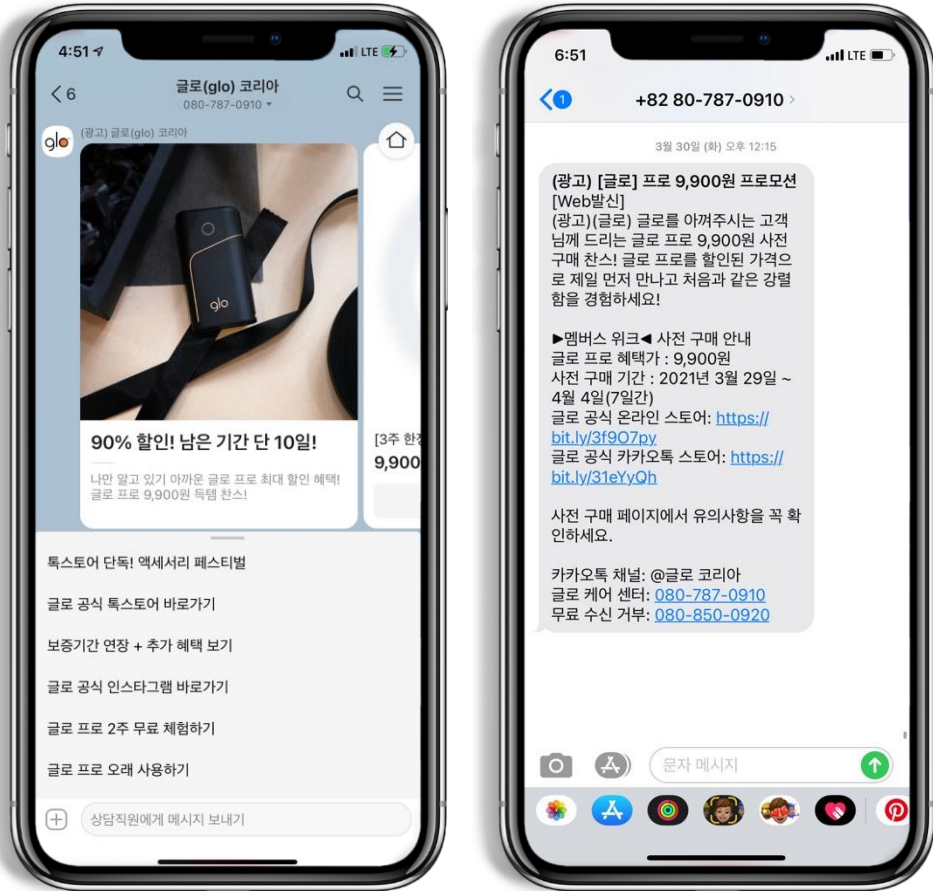 4:51
LTE
6
글로(glo) 코리아
080-787-0910
glo
(광고) 글로(glo) 코리아
glo
90% 할인! 남은 기간 단 10일!
나만 알고 있기 아까운 글로 프로 최대 할인 혜택!
글로 프로 9,900원 득템 찬스!
[3주 한정
9,900
톡스토어 단독! 액세서리 페스티벌
글로 공식 톡스토어 바로가기
보증기간 연장 + 추가 혜택 보기
글로 공식 인스타그램 바로가기
글로 프로 2주 무료 체험하기
글로 프로 오래 사용하기
상담직원에게 메시지 보내기
6:51
LTE
1
+82 80-787-0910
3월 30일 (화) 오후 12:15
(광고) [글로] 프로 9,900원 프로모션
[Web발신]
(광고)(글로) 글로를 아껴주시는 고객
님께 드리는 글로 프로 9,900원 사전
구매 찬스! 글로 프로를 할인된 가격으
로 제일 먼저 만나고 처음과 같은 강렬
함을 경험하세요!
▶멤버스 위크◀ 사전 구매 안내
글로 프로 혜택가 : 9,900원
사전 구매 기간 : 2021년 3월 29일 ~
4월 4일(7일간)
글로 공식 온라인 스토어: https://
bit.ly/3f9O7py
글로 공식 카카오톡 스토어: https://
bit.ly/31eYyQh
사전 구매 페이지에서 유의사항을 꼭 확
인하세요.
카카오톡 채널: @글로 코리아
글로 케어 센터: 080-787-0910
무료 수신 거부: 080-850-0920
문자 메시지